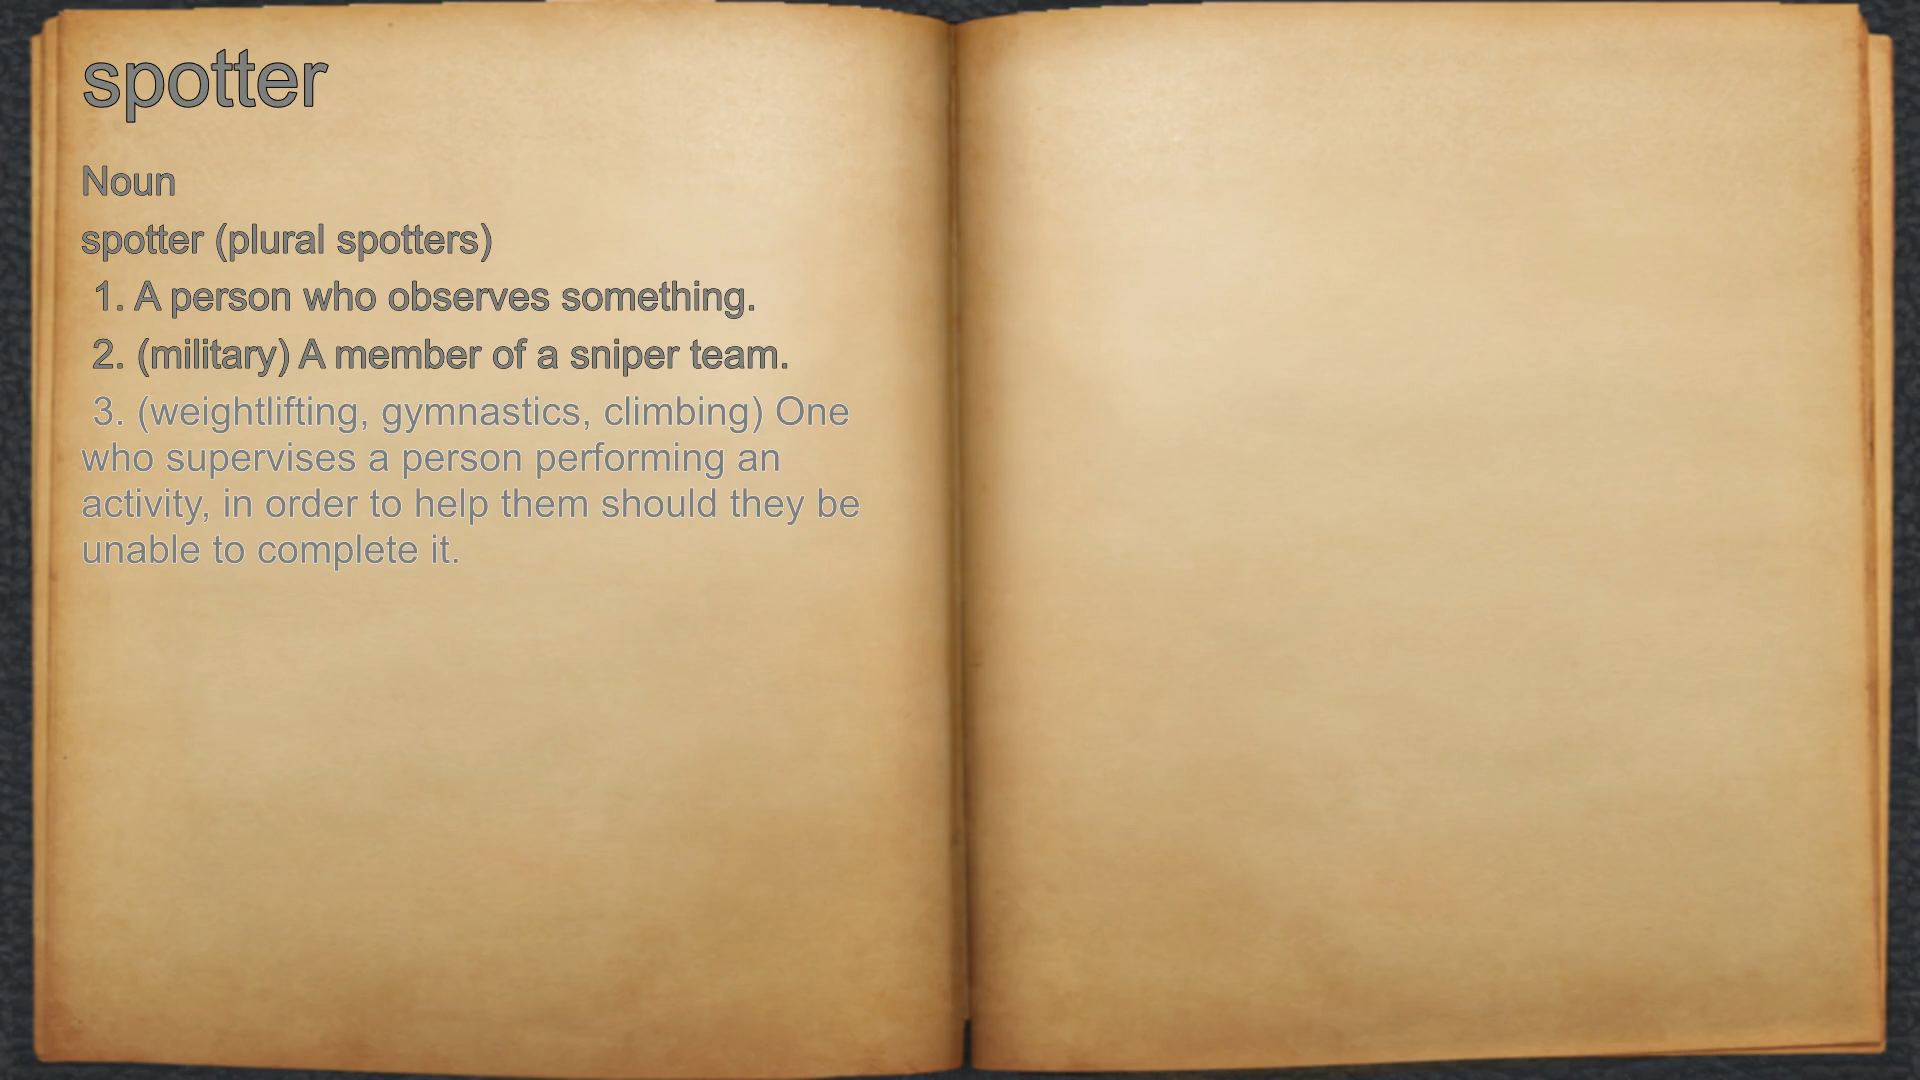 spotter
Noun
spotter (plural spotters)
1. A person who observes something.
2. (military) A member of a sniper team.
3. (weightlifting, gymnastics, climbing) One
who supervises a person performing an
activity, in order to help them should they be
unable to complete it.